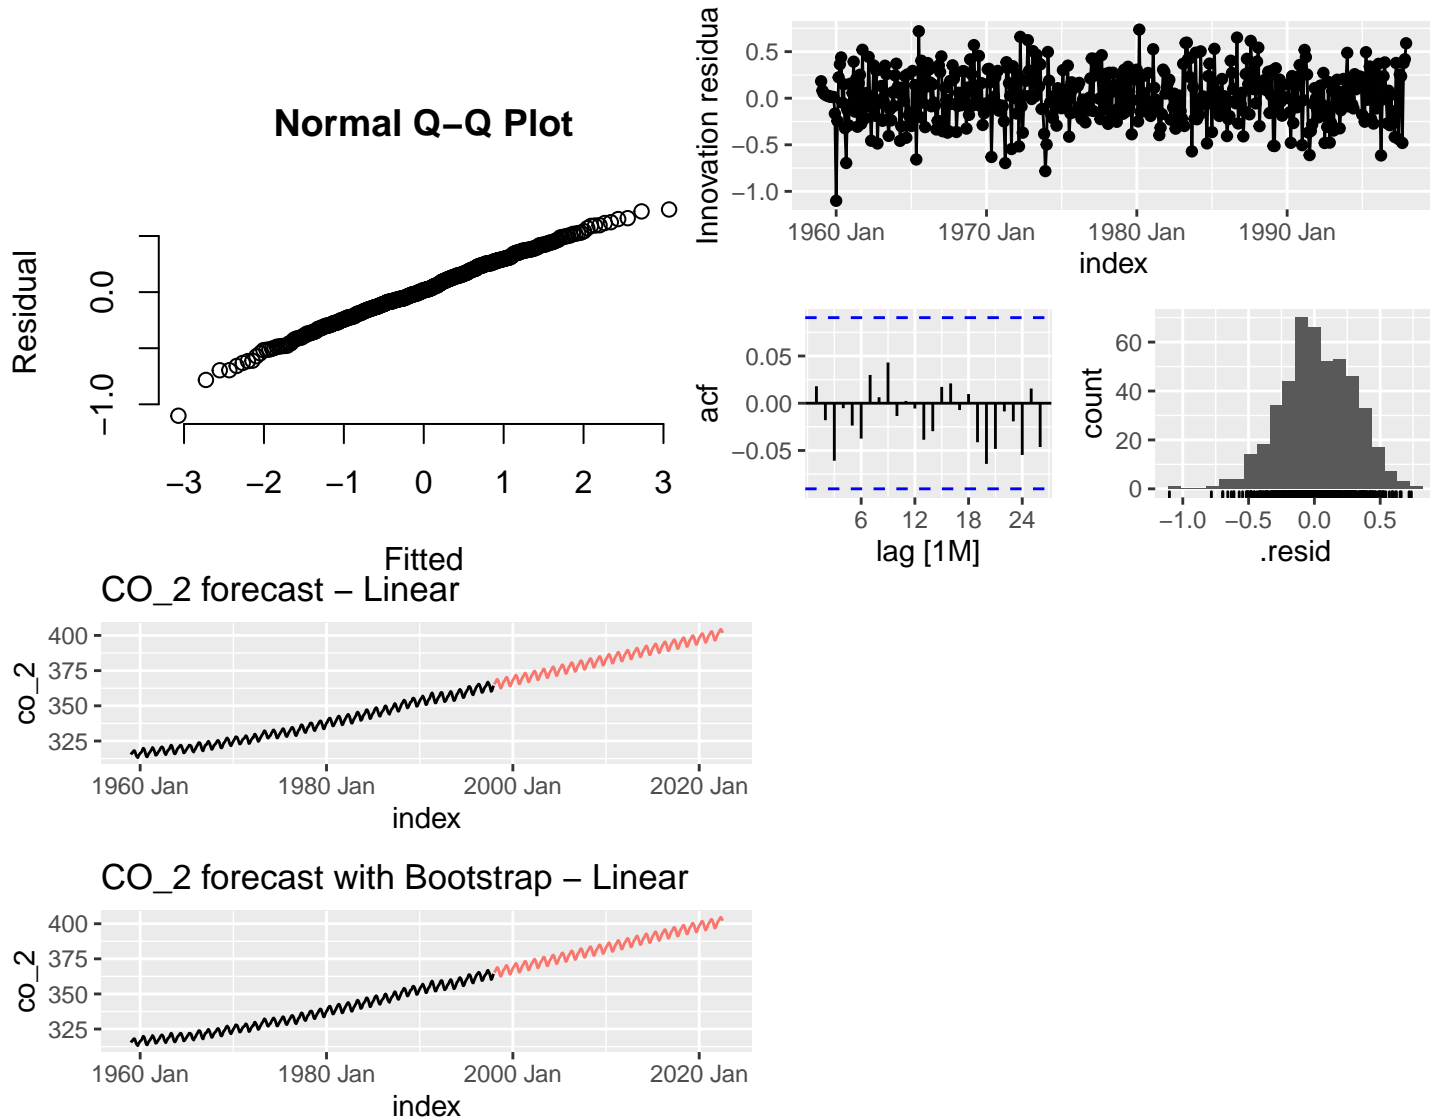 Normal Q−Q Plot
Residual
0.0
−1.0
−3 −2 −1 0 1 2 3
Fitted
Innovation residua
0.5
0.0
−0.5
−1.0
1960 Jan 1970 Jan 1980 Jan 1990 Jan
index
acf
0.05
0.00
−0.05
6 12 18 24
lag [1M]
count
60
40
20
0
−1.0 −0.5 0.0 0.5
.resid
CO_2 forecast − Linear
co_2
400
375
350
325
1960 Jan 1980 Jan 2000 Jan 2020 Jan
index
CO_2 forecast with Bootstrap − Linear
co_2
400
375
350
325
1960 Jan 1980 Jan 2000 Jan 2020 Jan
index